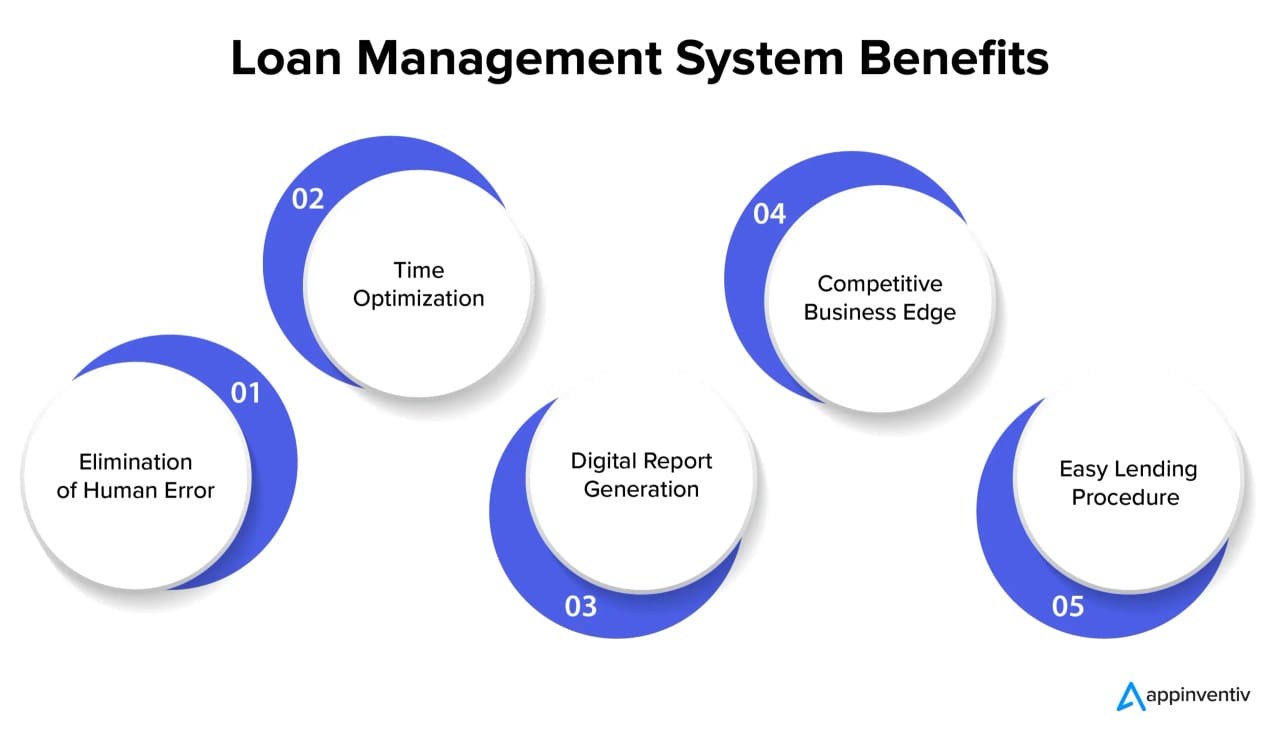 Loan Management System Benefits
01
Elimination
of Human Error
02
Time
Optimization
03
Digital Report
Generation
04
Competitive
Business Edge
05
Easy Lending
Procedure
appinventiv